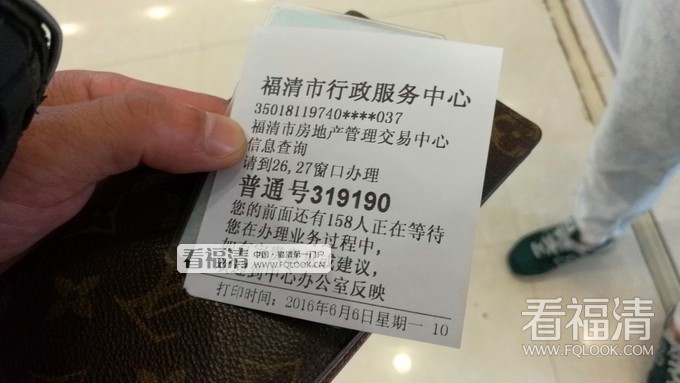 福清市行政服务中心
35018119740****037
福清市房地产管理交易中心
信息查询
请到26,27窗口办理
普通号319190
您的前面还有158人正在等待
您在办理业务过程中,
建议,
到中心办公室反映
打印时间: 2016年6月6日星期一 10
看福清 中国·福清第一门户
WWW.FQLOOK.COM
看福清
WWW.FQLOOK.COM